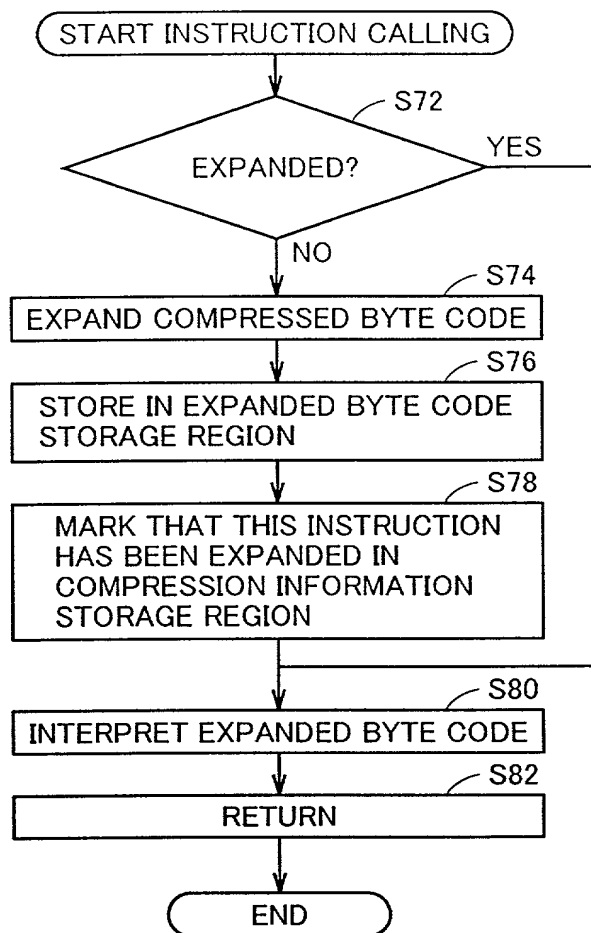 START INSTRUCTION CALLING
S72
EXPANDED?
YES
NO
S74
EXPAND COMPRESSED BYTE CODE
S76
STORE IN EXPANDED BYTE CODE
STORAGE REGION
S78
MARK THAT THIS INSTRUCTION
HAS BEEN EXPANDED IN
COMPRESSION INFORMATION
STORAGE REGION
S80
INTERPRET EXPANDED BYTE CODE
S82
RETURN
END